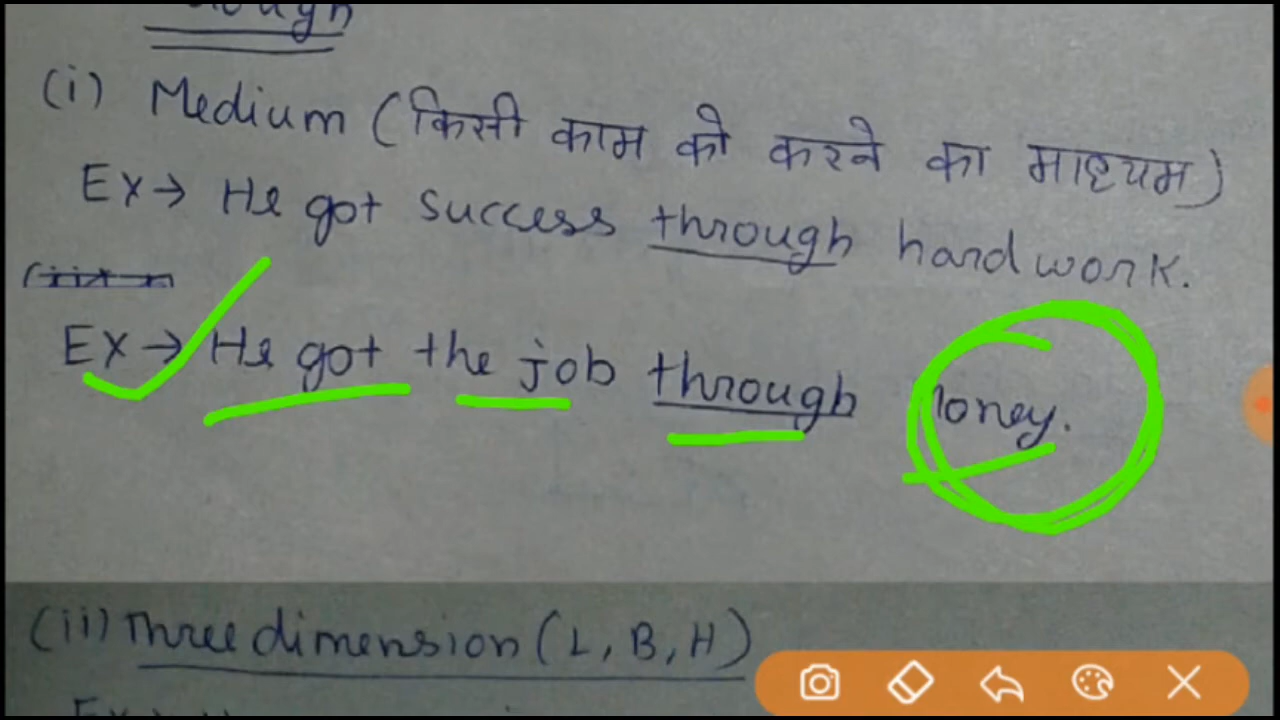 (i) Medium (किसी काम को करने का माध्यम)
Ex→ He got success through hardwork.
Ex→ He got the job through Money.
(ii) Three dimension (L, B, H)